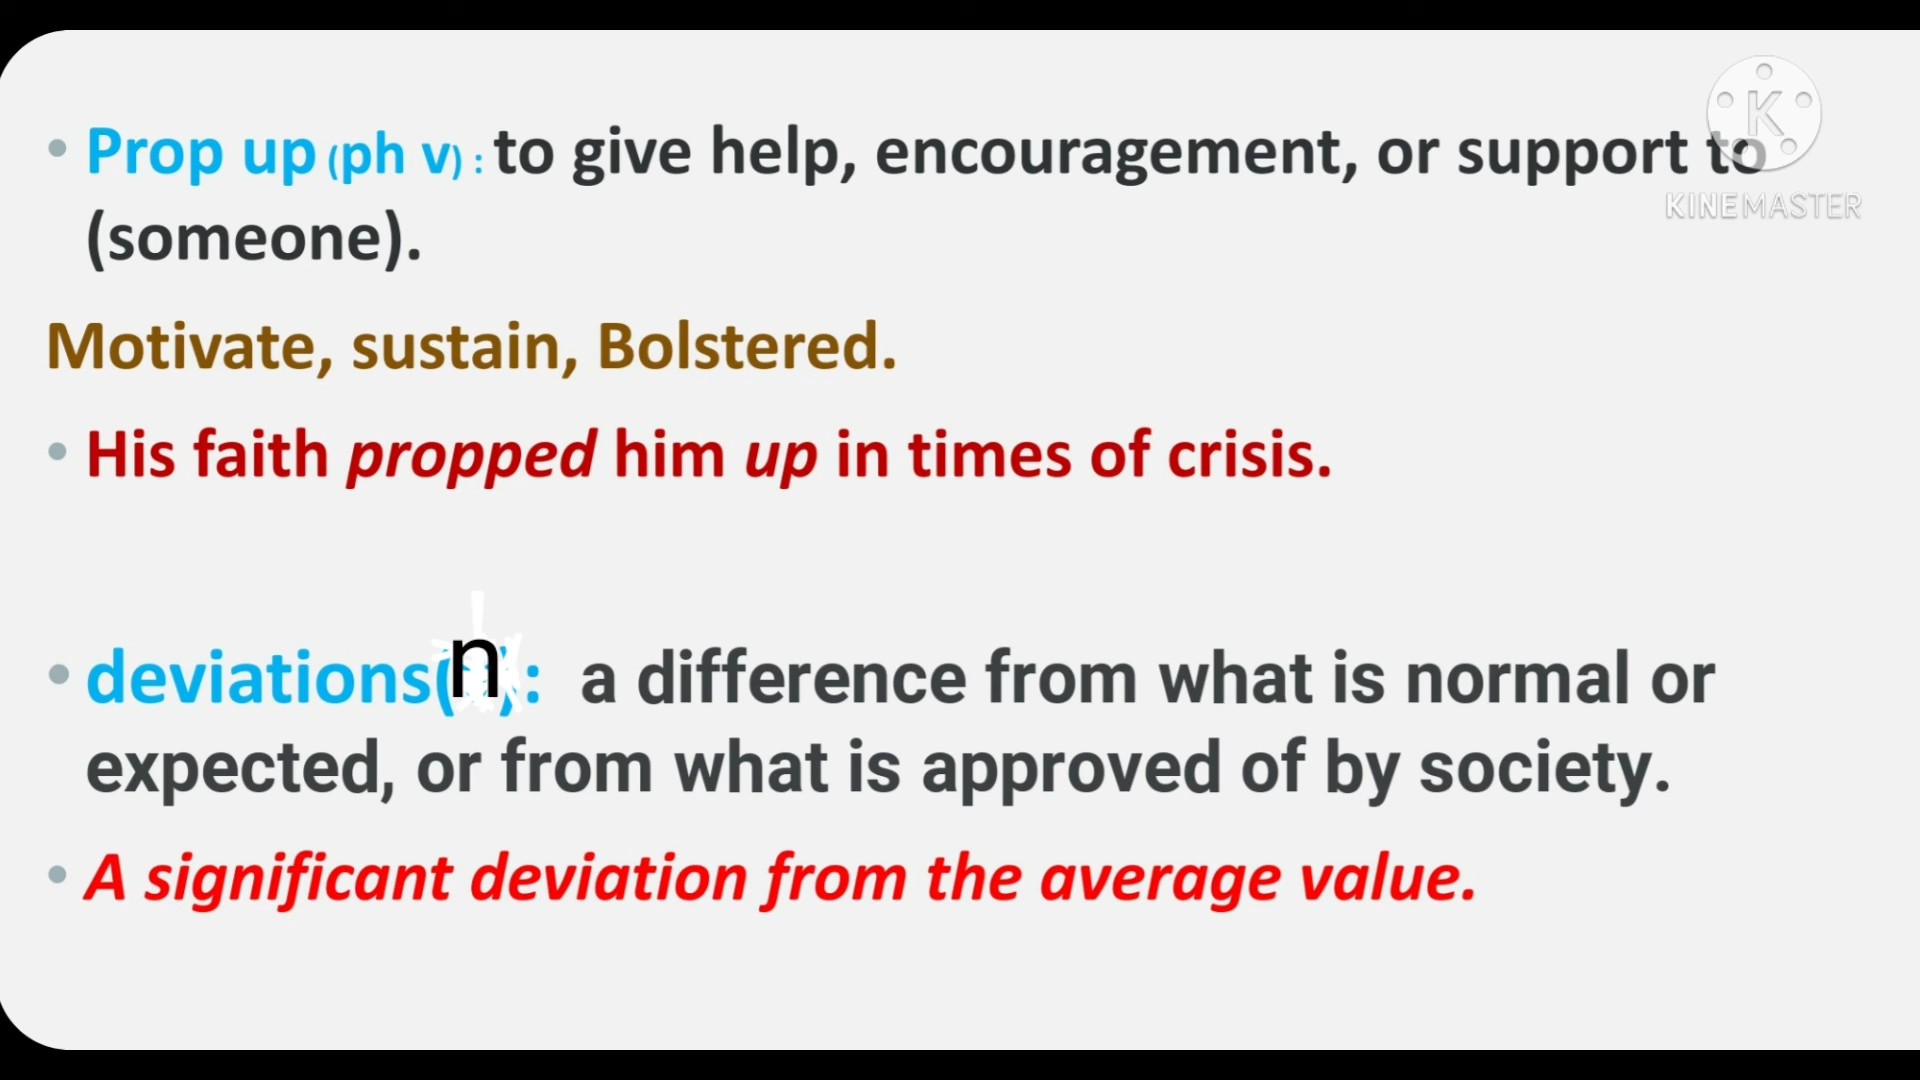 • Prop up (ph v) : to give help, encouragement, or support to
(someone).
Motivate, sustain, Bolstered.
• His faith propped him up in times of crisis.
• deviations(n): a difference from what is normal or
expected, or from what is approved of by society.
• A significant deviation from the average value.
K
KINEMASTER